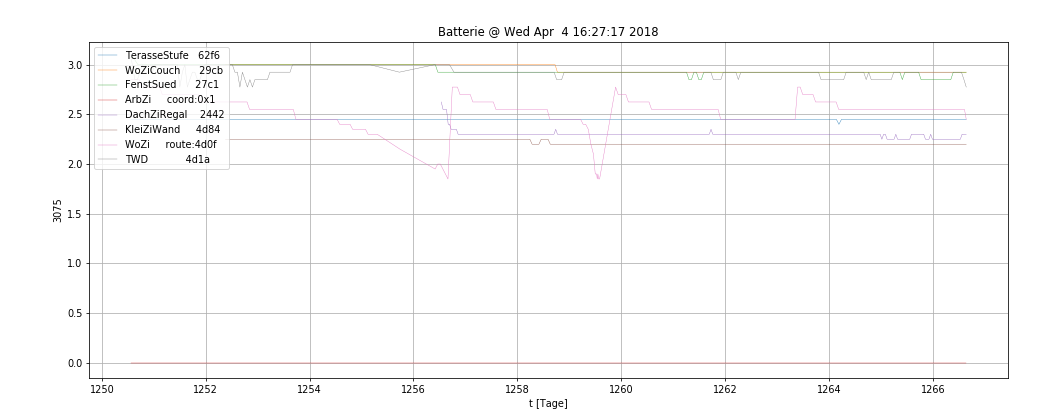 Batterie @ Wed Apr  4 16:27:17 2018
TerasseStufe   62f6
WoZiCouch   29cb
FenstSued   27c1
ArbZi   coord:0x1
DachZiRegal   2442
KleiZiWand   4d84
WoZi   route:4d0f
TWD   4d1a
3.0
2.5
2.0
1.5
1.0
0.5
0.0
3075
1250 1252 1254 1256 1258 1260 1262 1264 1266
t [Tage]